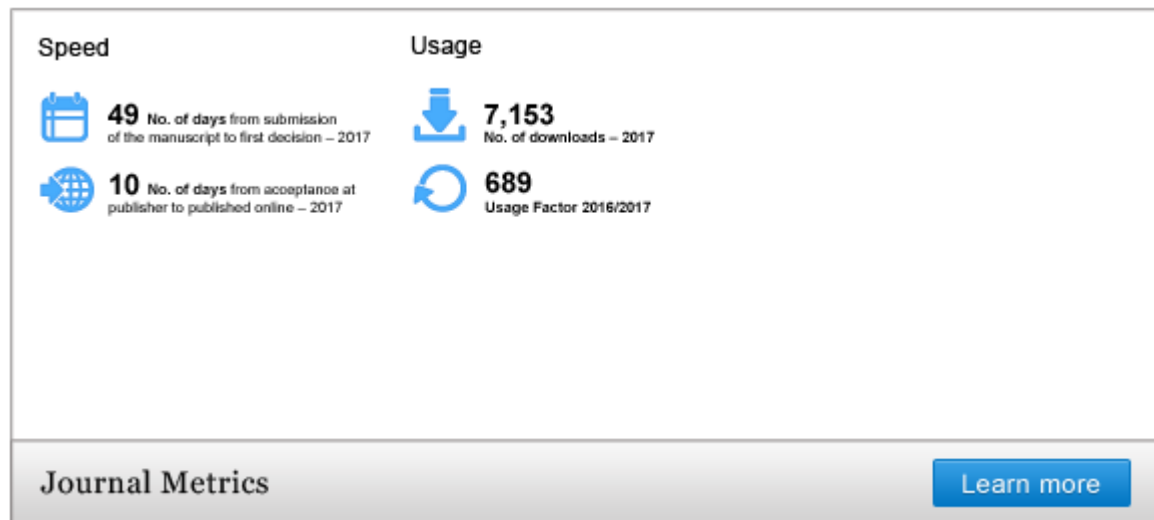 Speed
49 No. of days from submission
of the manuscript to first decision – 2017
10 No. of days from acceptance at
publisher to published online – 2017
Usage
7,153
No. of downloads – 2017
689
Usage Factor 2016/2017
Journal Metrics
Learn more